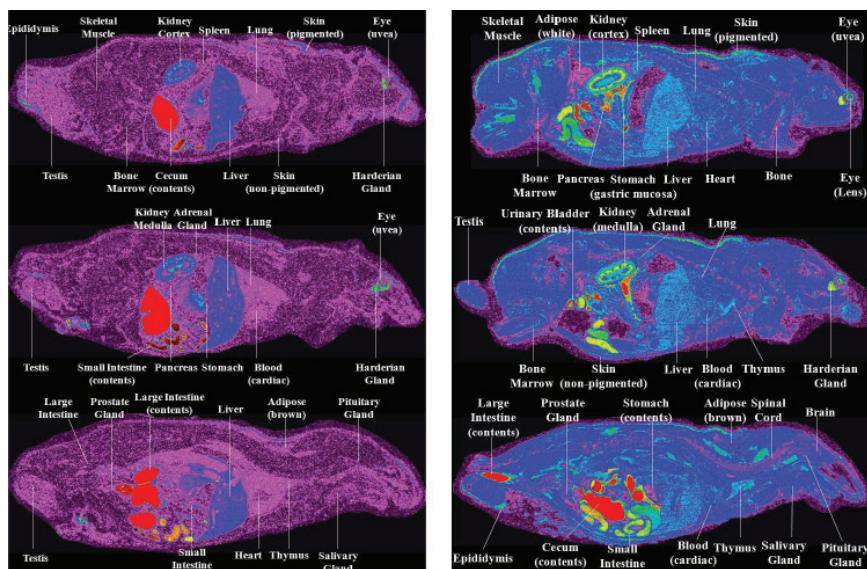 Epididymis
Skeletal
Muscle
Kidney
Cortex
Spleen
Lung
Skin
(pigmented)
Eye
(uvea)
Testis
Bone
Marrow
Cecum
(contents)
Liver
Skin
(non-pigmented)
Harderian
Gland
Kidney
Medulla
Adrenal
Gland
Liver
Lung
Eye
(uvea)
Testis
Small Intestine
(contents)
Pancreas
Stomach
Blood
(cardiac)
Harderian
Gland
Large
Intestine
Prostate
Gland
Large Intestine
(contents)
Liver
Adipose
(brown)
Pituitary
Gland
Testis
Small
Intestine
Heart
Thymus
Salivary
Gland
Skeletal
Muscle
Adipose
(white)
Kidney
(cortex)
Spleen
Lung
Skin
(pigmented)
Eye
(uvea)
Bone
Marrow
Pancreas
Stomach
(gastric mucosa)
Liver
Heart
Bone
Eye
(Lens)
Testis
Urinary Bladder
(contents)
Kidney
(medulla)
Adrenal
Gland
Lung
Bone
Marrow
Skin
(non-pigmented)
Liver
Blood
(cardiac)
Thymus
Harderian
Gland
Large
Intestine
(contents)
Prostate
Gland
Stomach
(contents)
Adipose
(brown)
Spinal
Cord
Brain
Epididymis
Cecum
(contents)
Small
Intestine
Blood
(cardiac)
Thymus
Salivary
Gland
Pituitary
Gland